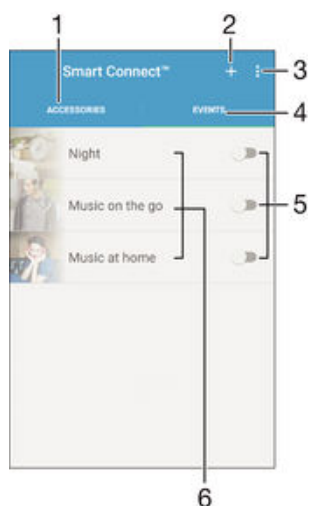 1
2
Smart Connect™
3
ACCESSORIES
EVENTS
4
Night
Music on the go
5
Music at home
6